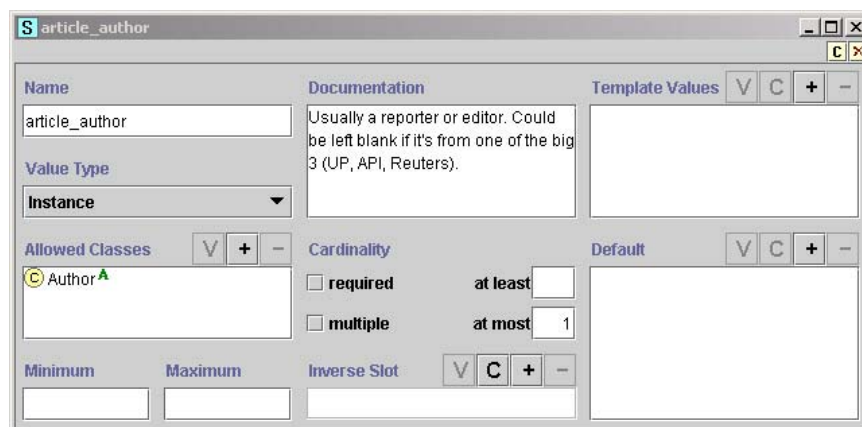 S article_author
C
Name
Documentation
Template Values V C + −
article_author
Usually a reporter or editor. Could
be left blank if it's from one of the big
3 (UP, API, Reuters).
Value Type
Instance
Allowed Classes V + −
Cardinality
Default V C + −
C Author A
required at least
multiple at most 1
Minimum
Maximum
Inverse Slot V C + −